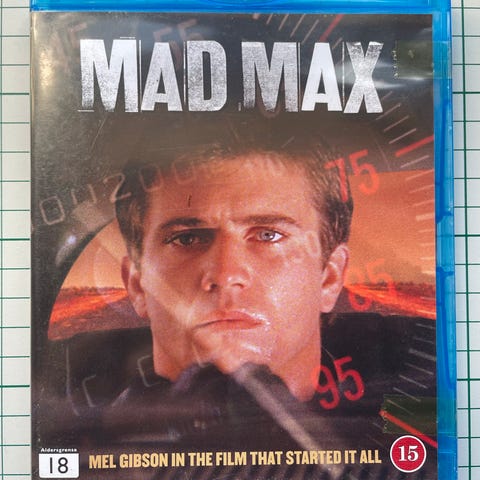 MAD MAX
75
85
95
Aldersgrense
18
MEL GIBSON IN THE FILM THAT STARTED IT ALL
15